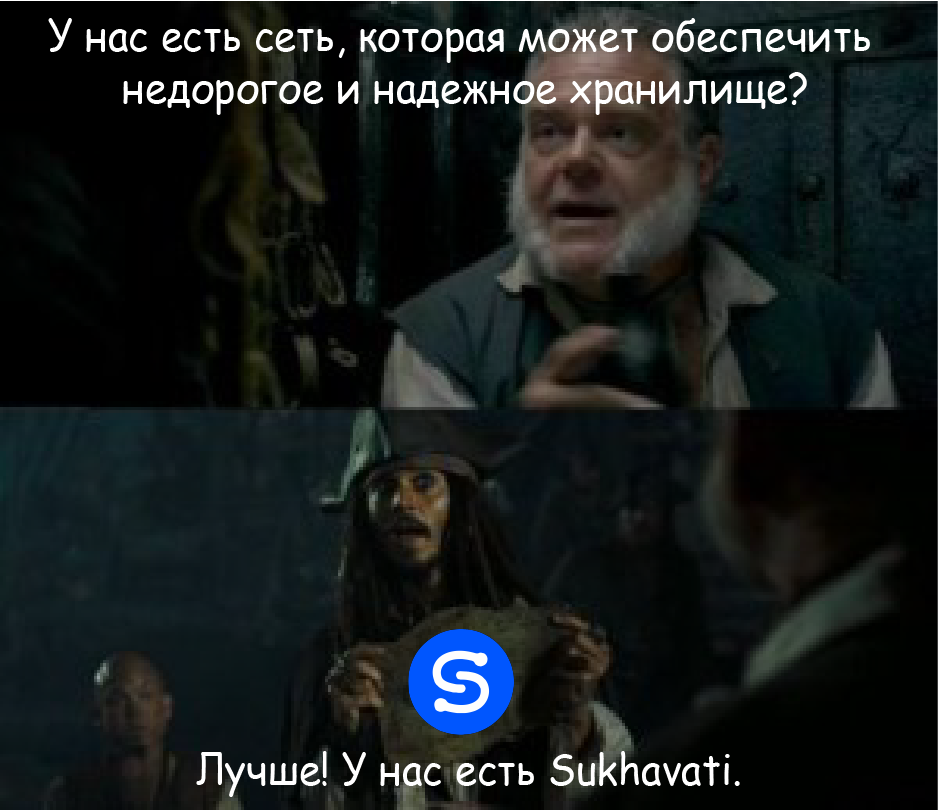 У нас есть сеть, которая может обеспечить
недорогое и надежное хранилище?
S
Лучше! У нас есть Sukhavati.